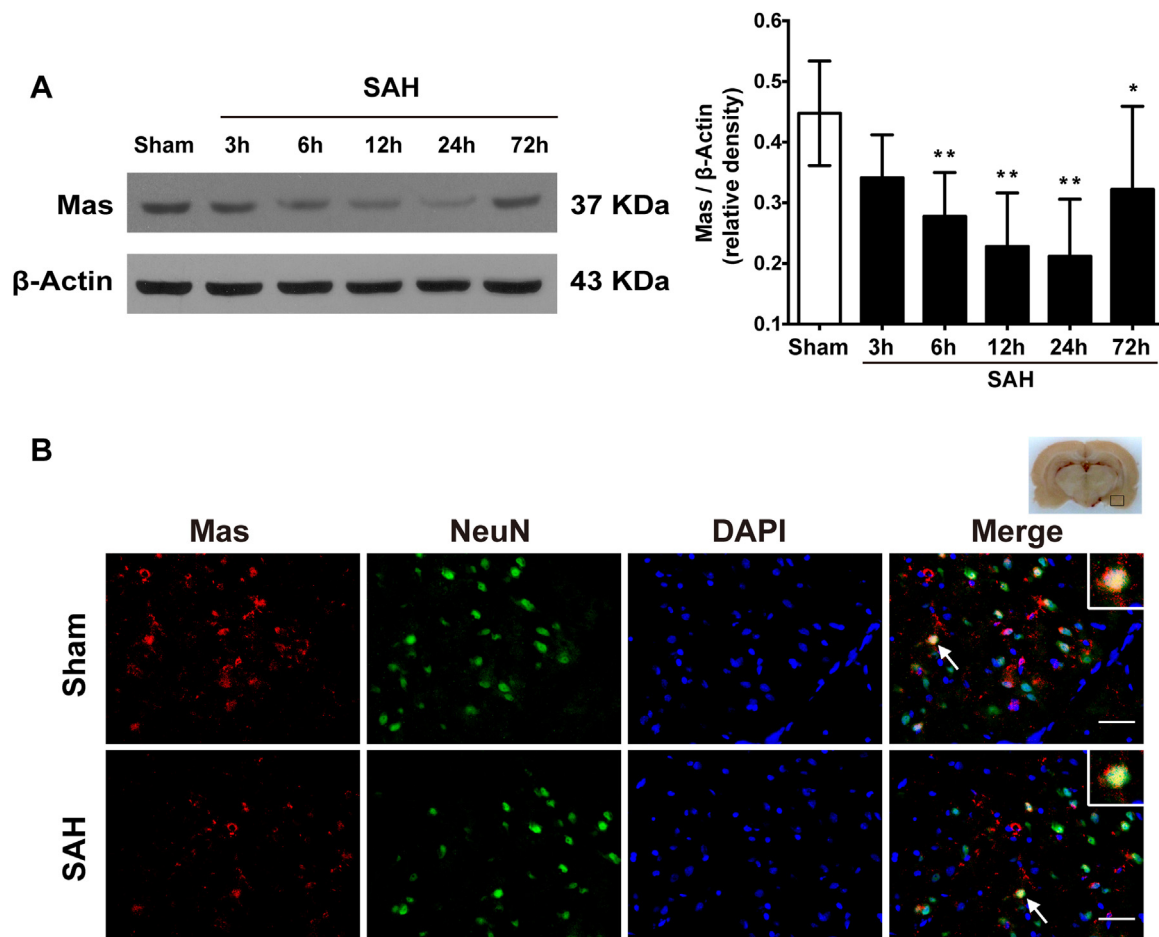 A
SAH
Sham 3h 6h 12h 24h 72h
Mas 37 KDa
β-Actin 43 KDa
Mas / β-Actin
(relative density)
0.6
0.5
0.4
0.3
0.2
0.1
** ** ** *
Sham 3h 6h 12h 24h 72h
SAH
B
Mas NeuN DAPI Merge
Sham
SAH